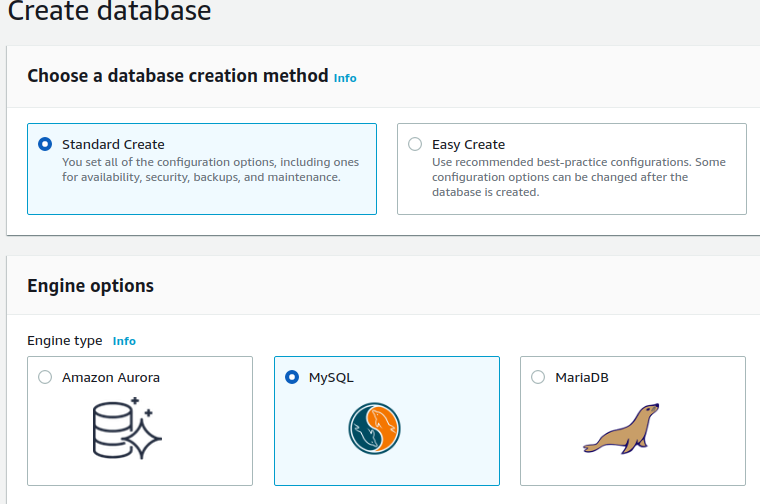 Create database
Choose a database creation method Info
Standard Create
You set all of the configuration options, including ones
for availability, security, backups, and maintenance.
Easy Create
Use recommended best-practice configurations. Some
configuration options can be changed after the
database is created.
Engine options
Engine type Info
Amazon Aurora
MySQL
MariaDB